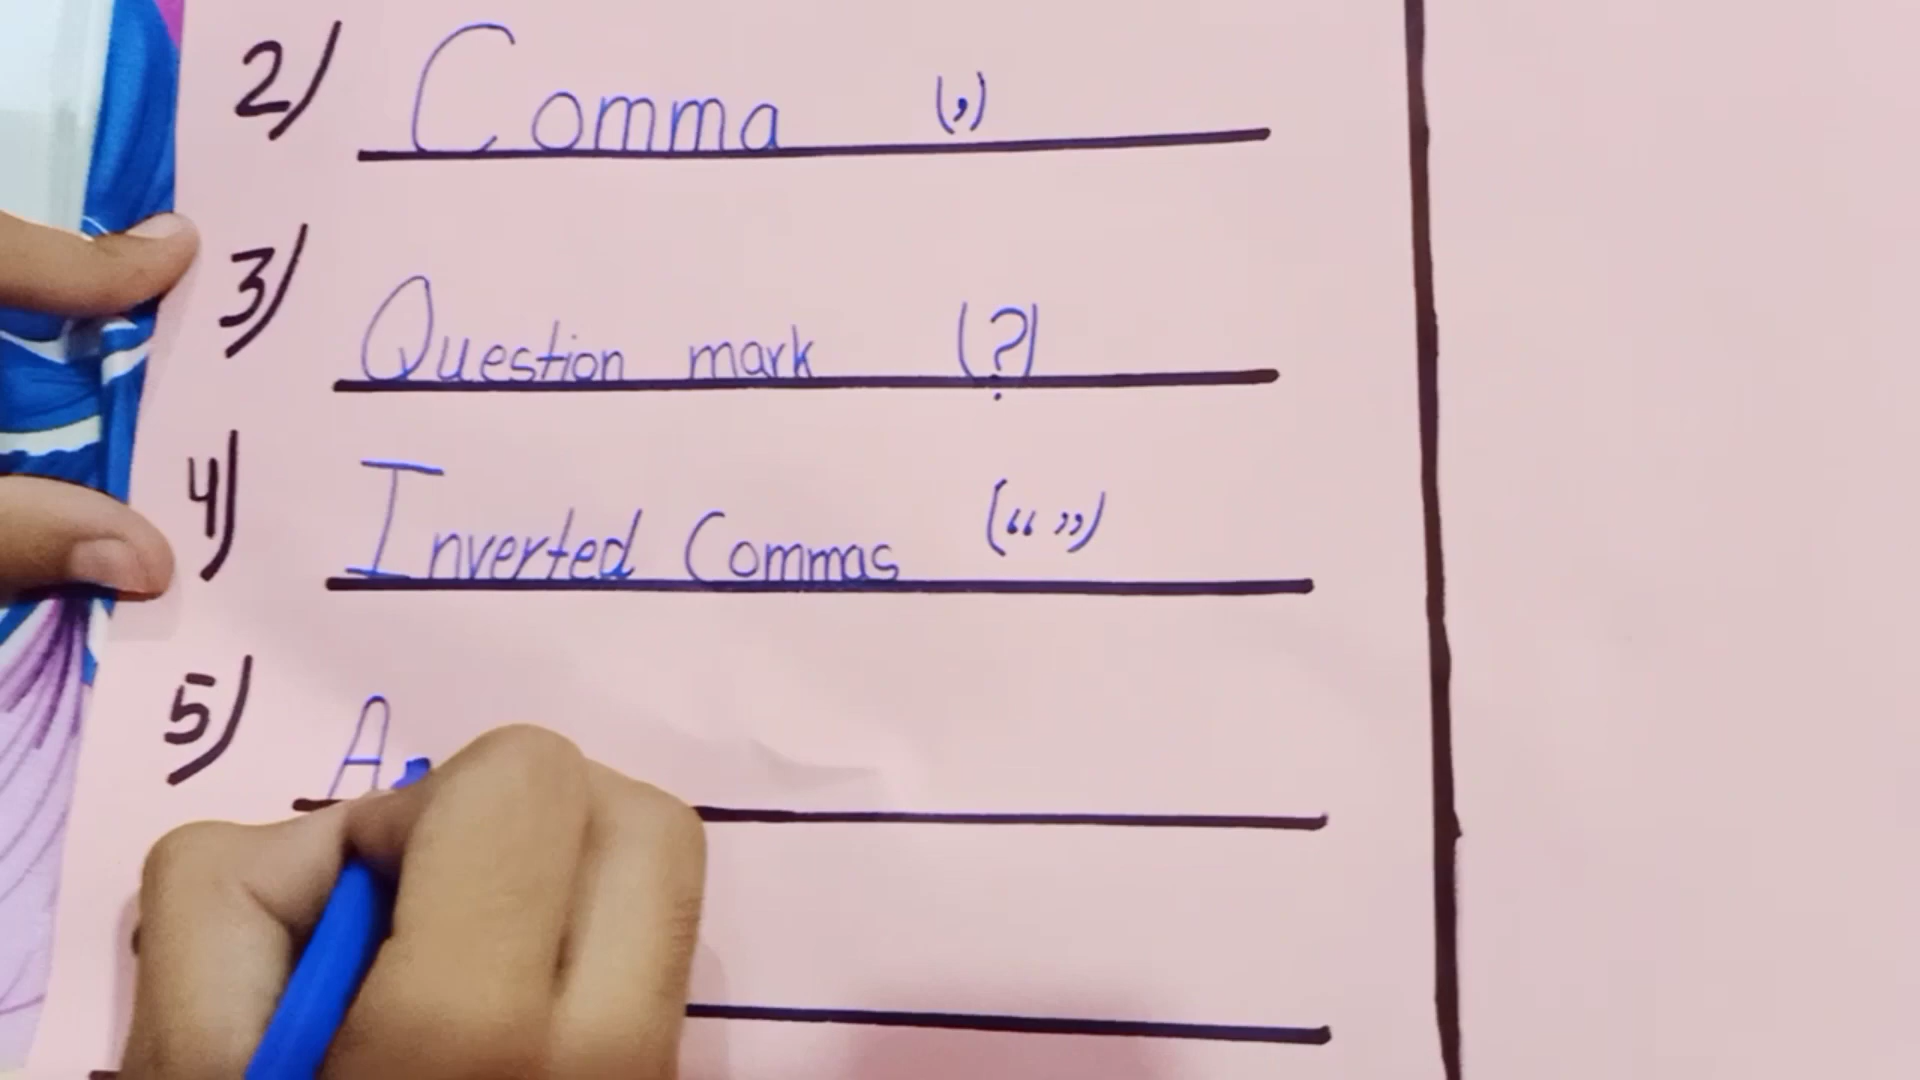 2) Comma (,)
3) Question mark (?)
4) Inverted Commas (“ ”)
5) A